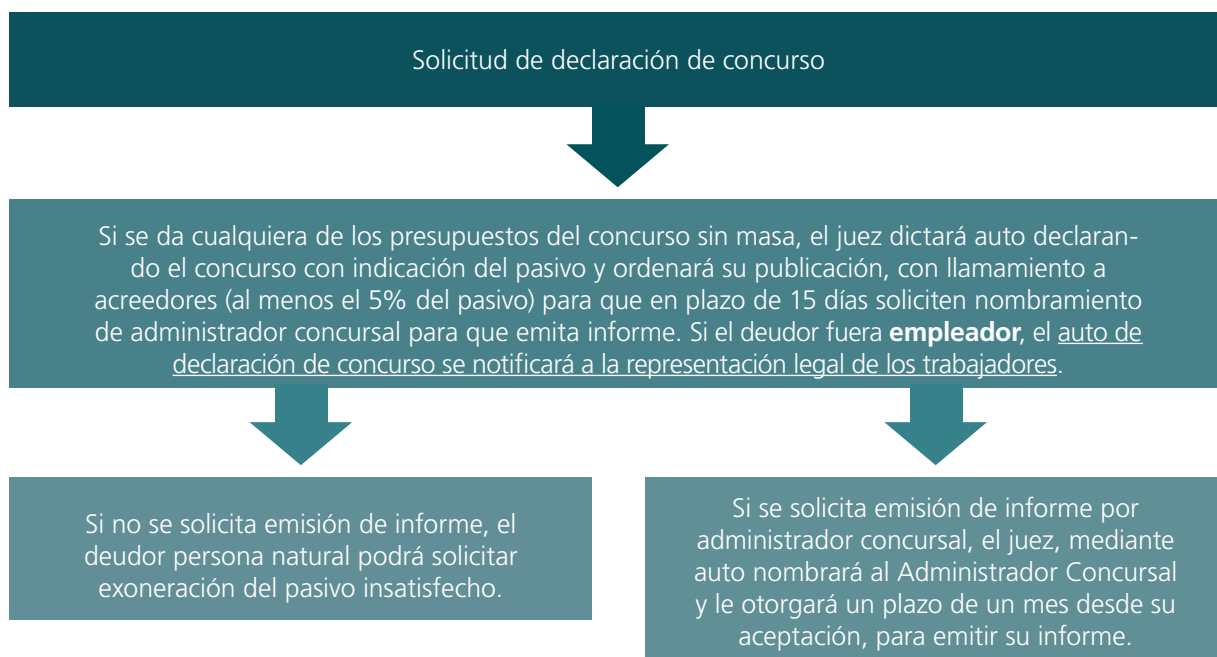 Solicitud de declaración de concurso
Si se da cualquiera de los presupuestos del concurso sin masa, el juez dictará auto declaran-
do el concurso con indicación del pasivo y ordenará su publicación, con llamamiento a
acreedores (al menos el 5% del pasivo) para que en plazo de 15 días soliciten nombramiento
de administrador concursal para que emita informe. Si el deudor fuera empleador, el auto de
declaración de concurso se notificará a la representación legal de los trabajadores.
Si no se solicita emisión de informe, el
deudor persona natural podrá solicitar
exoneración del pasivo insatisfecho.
Si se solicita emisión de informe por
administrador concursal, el juez, mediante
auto nombrará al Administrador Concursal
y le otorgará un plazo de un mes desde su
aceptación, para emitir su informe.